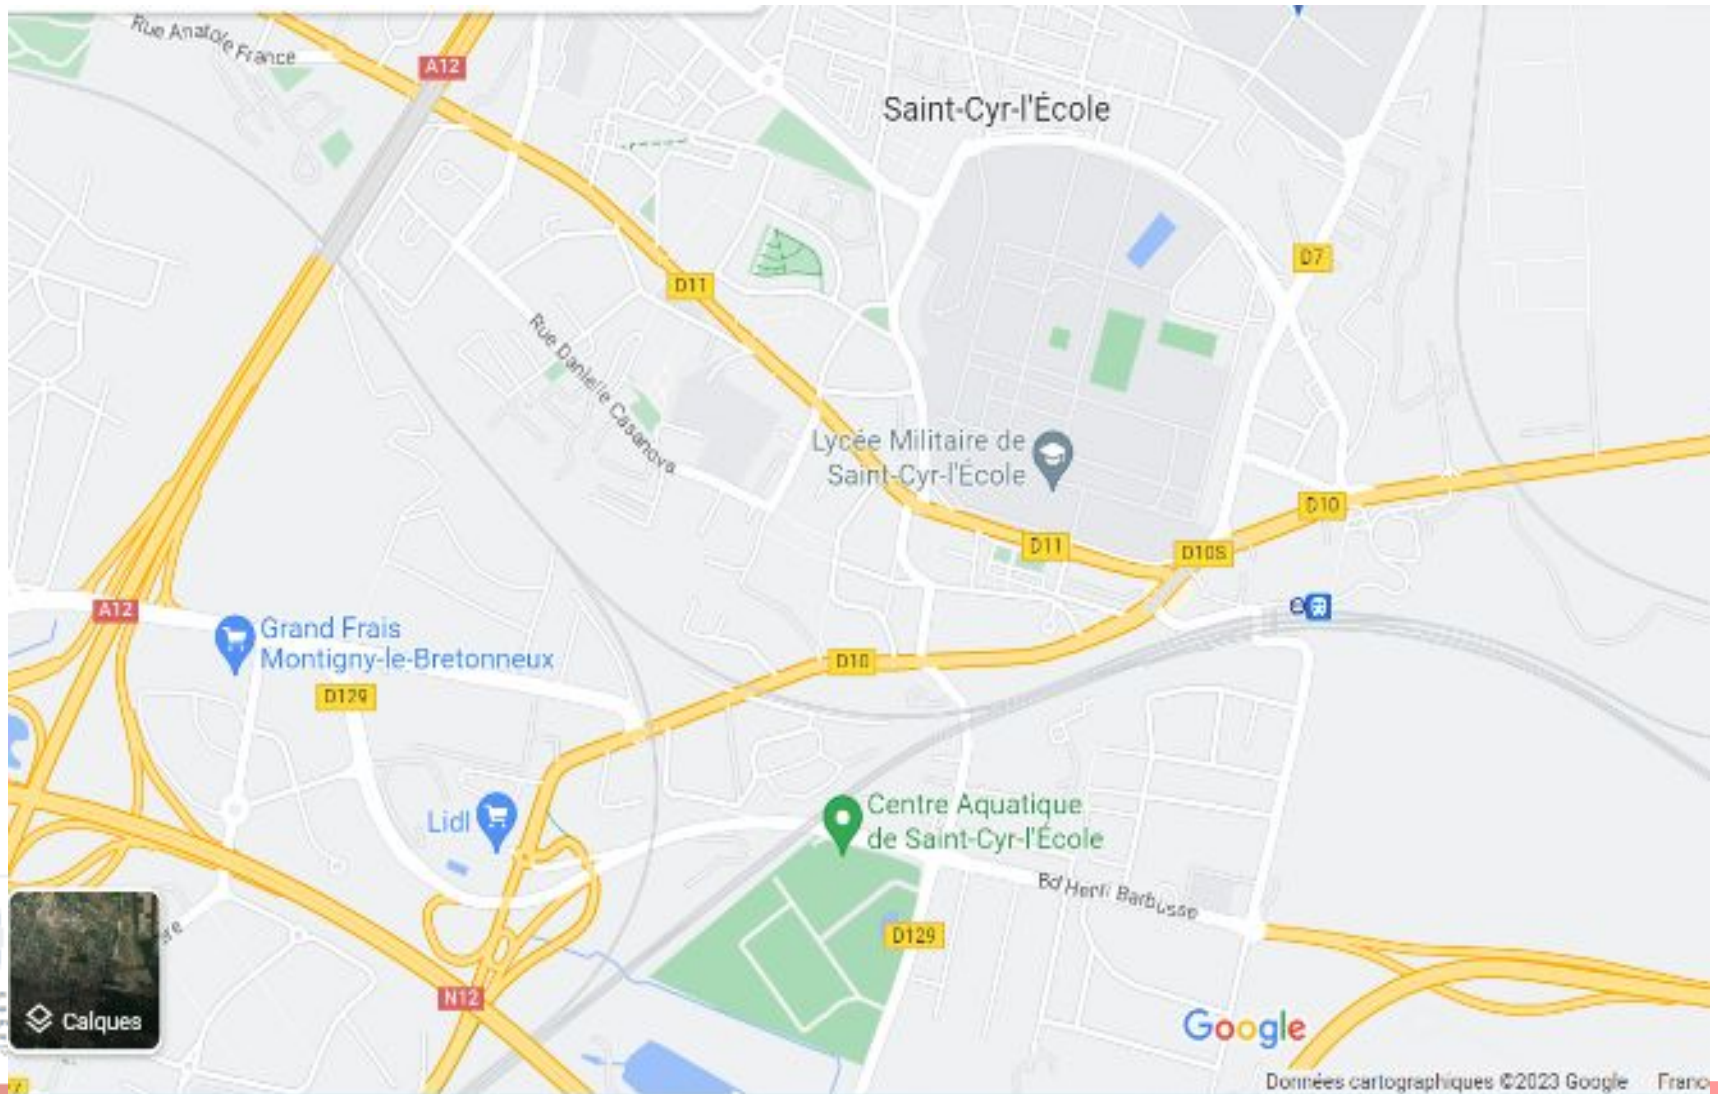 Rue Anatole France
A12
Saint-Cyr-l'École
D7
D11
Rue Danielle Casanova
Lycée Militaire de
Saint-Cyr-l'École
D10
D11
D10S
A12
Grand Frais
Montigny-le-Bretonneux
D10
D129
Centre Aquatique
de Saint-Cyr-l'École
Lidl
Bd Henri Barbusse
D129
N12
Calques
Google
Données cartographiques ©2023 Google